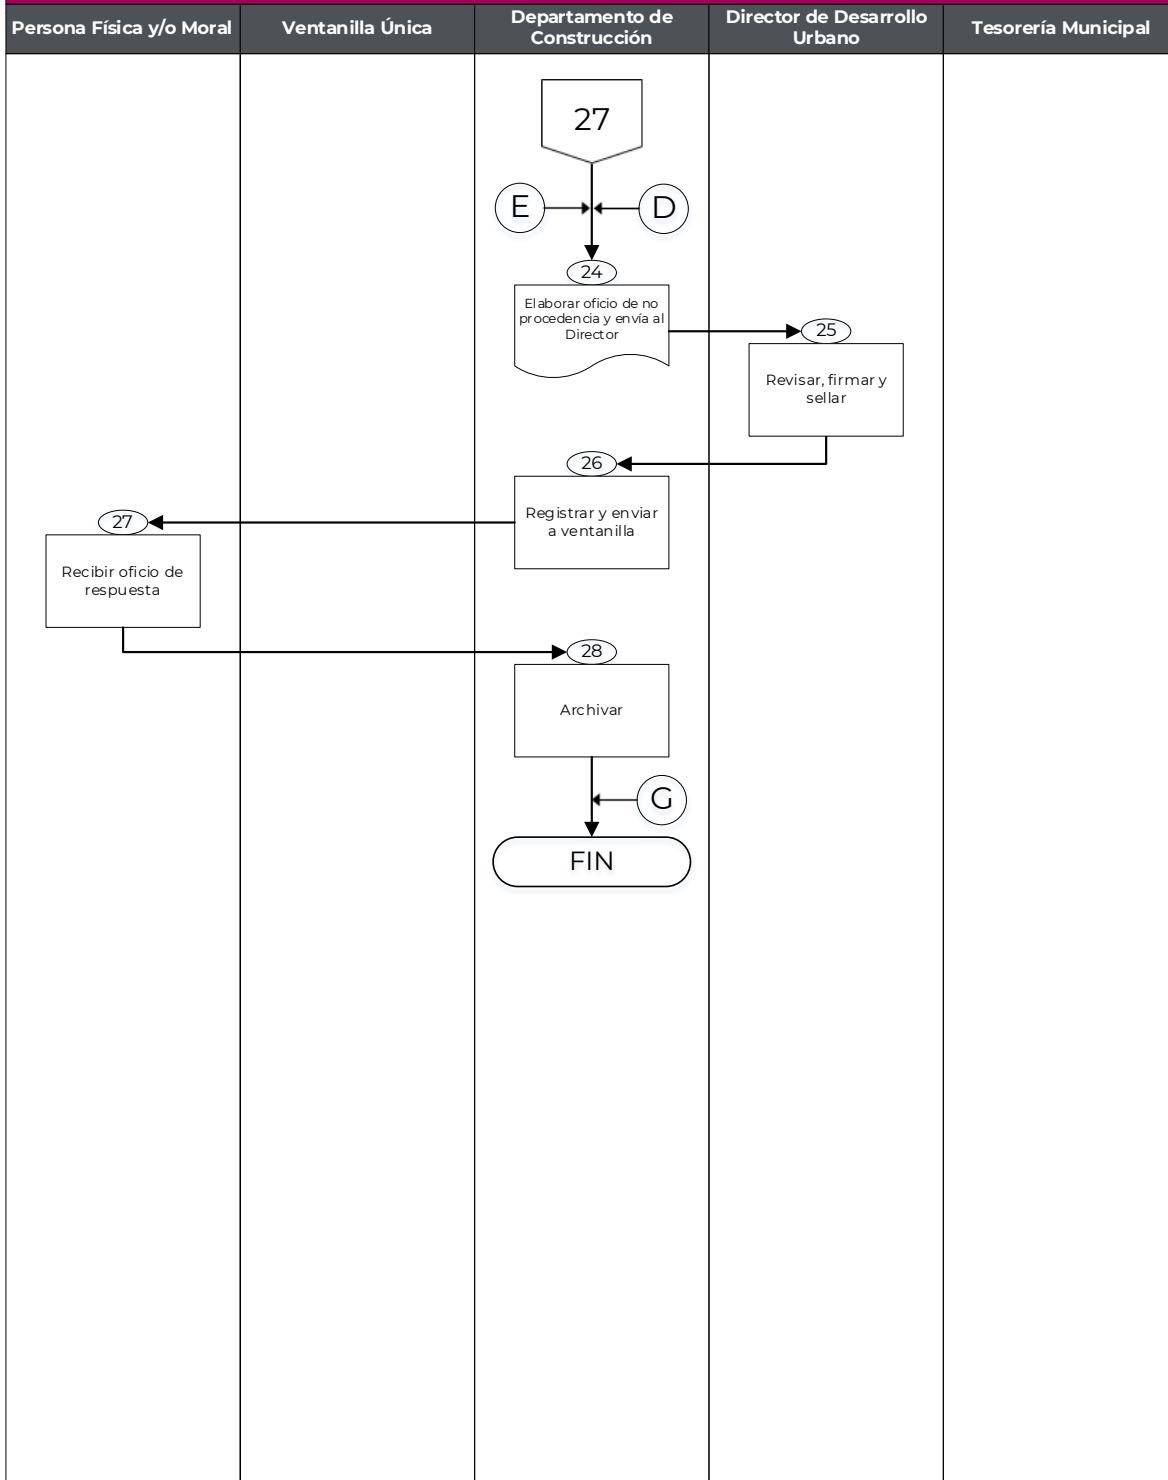 Persona Física y/o Moral
Ventanilla Única
Departamento de
Construcción
Director de Desarrollo
Urbano
Tesorería Municipal
27
E
D
24
Elaborar oficio de no
procedencia y envía al
Director
25
Revisar, firmar y
sellar
26
Registrar y enviar
a ventanilla
27
Recibir oficio de
respuesta
28
Archivar
G
FIN